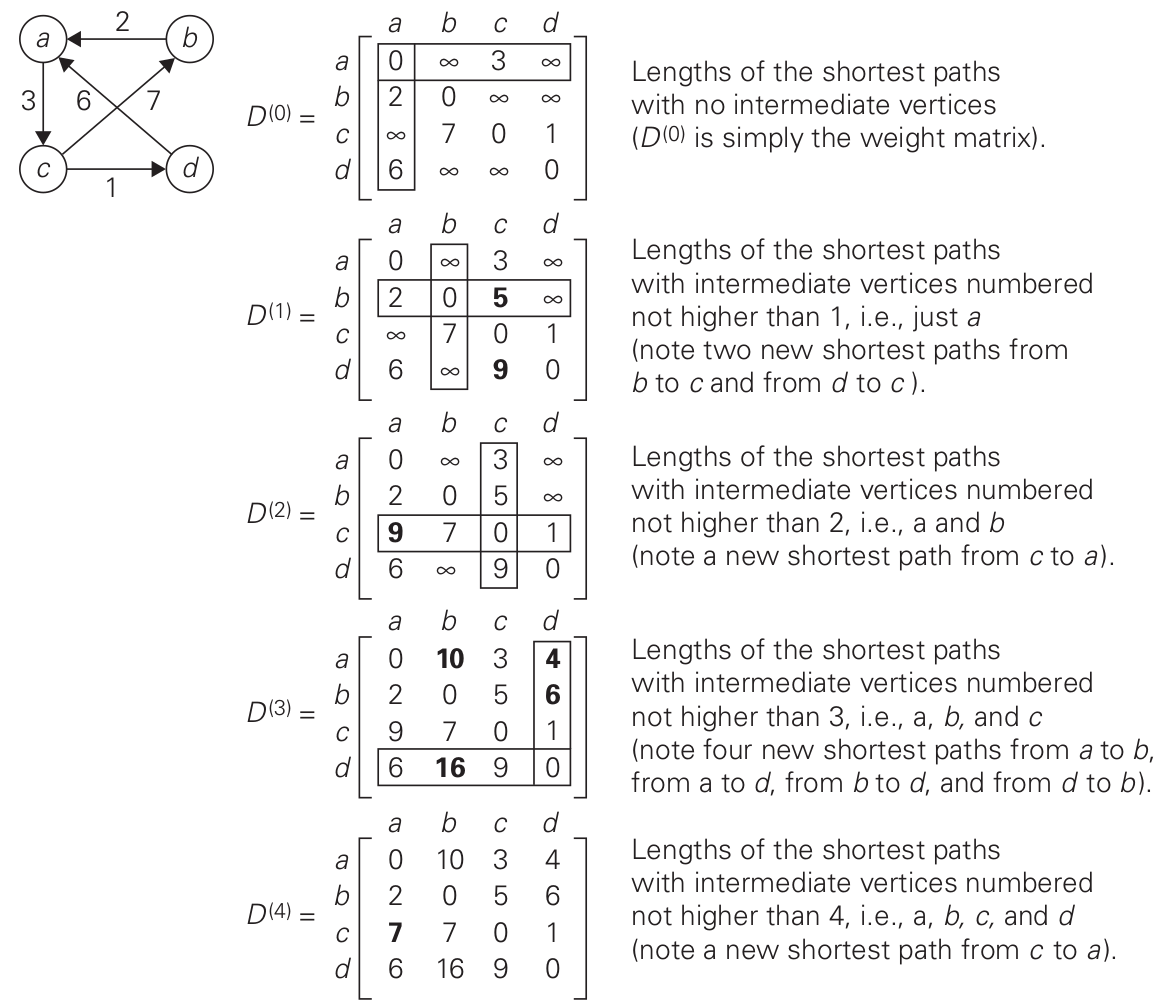 2
a
b
3
6
7
c
d
1
a b c d
a 0 ∞ 3 ∞
b 2 0 ∞ ∞
D(0) =
c ∞ 7 0 1
d 6 ∞ ∞ 0
Lengths of the shortest paths
with no intermediate vertices
(D(0) is simply the weight matrix).
a b c d
a 0 ∞ 3 ∞
b 2 0 5 ∞
D(1) =
c ∞ 7 0 1
d 6 ∞ 9 0
Lengths of the shortest paths
with intermediate vertices numbered
not higher than 1, i.e., just a
(note two new shortest paths from
b to c and from d to c ).
a b c d
a 0 ∞ 3 ∞
b 2 0 5 ∞
D(2) =
c 9 7 0 1
d 6 ∞ 9 0
Lengths of the shortest paths
with intermediate vertices numbered
not higher than 2, i.e., a and b
(note a new shortest path from c to a).
a b c d
a 0 10 3 4
b 2 0 5 6
D(3) =
c 9 7 0 1
d 6 16 9 0
Lengths of the shortest paths
with intermediate vertices numbered
not higher than 3, i.e., a, b, and c
(note four new shortest paths from a to b,
from a to d, from b to d, and from d to b).
a b c d
a 0 10 3 4
b 2 0 5 6
D(4) =
c 7 7 0 1
d 6 16 9 0
Lengths of the shortest paths
with intermediate vertices numbered
not higher than 4, i.e., a, b, c, and d
(note a new shortest path from c to a).